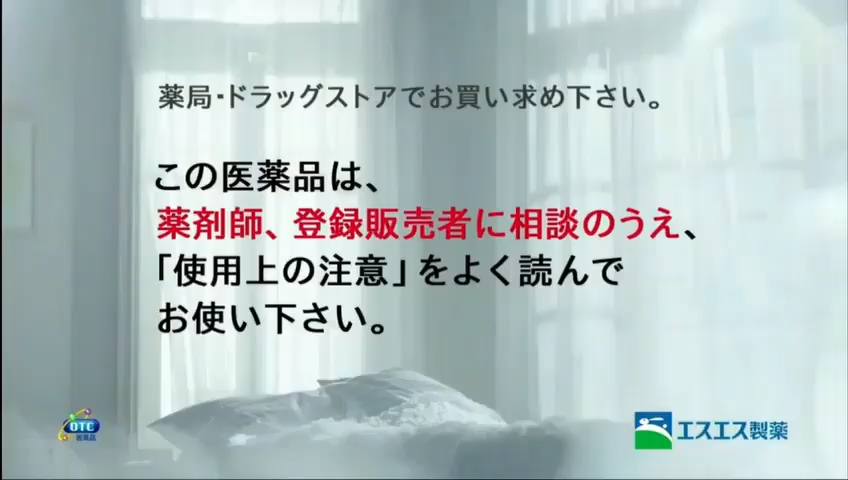 薬局・ドラッグストアでお買い求め下さい。
この医薬品は、
薬剤師、登録販売者に相談のうえ、
「使用上の注意」をよく読んで
お使い下さい。
OTC
医薬品
エスエス製薬